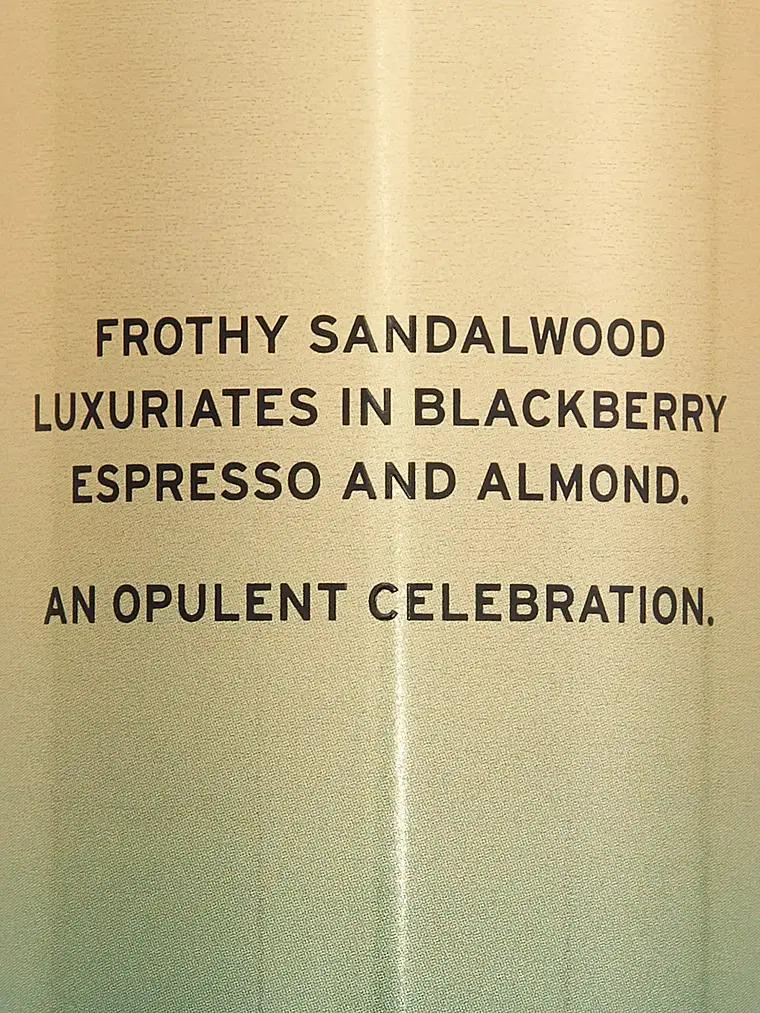 FROTHY SANDALWOOD
LUXURIATES IN BLACKBERRY
ESPRESSO AND ALMOND.
AN OPULENT CELEBRATION.